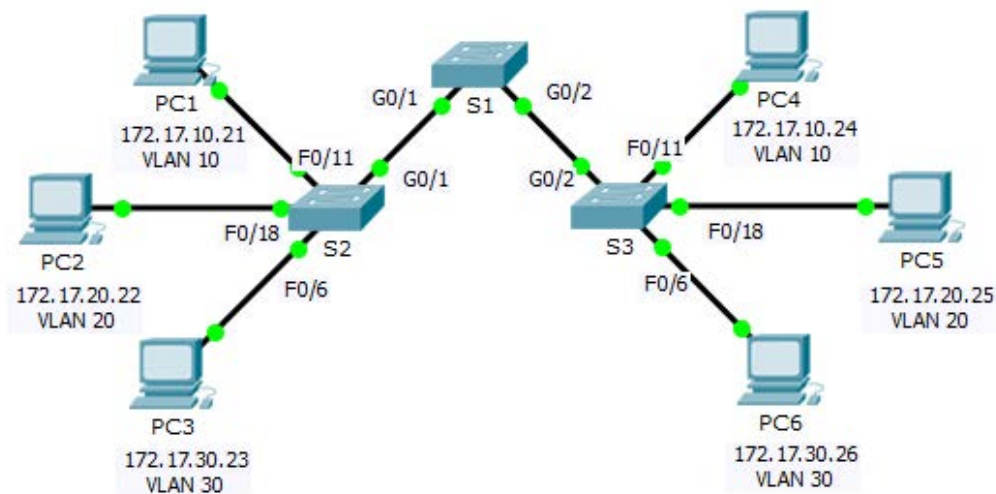 PC1
172.17.10.21
VLAN 10
G0/1
S1
G0/2
PC4
172.17.10.24
VLAN 10
F0/11
G0/1
G0/2
F0/11
PC2
172.17.20.22
VLAN 20
F0/18
S2
F0/6
S3
F0/18
F0/6
PC5
172.17.20.25
VLAN 20
PC3
172.17.30.23
VLAN 30
PC6
172.17.30.26
VLAN 30